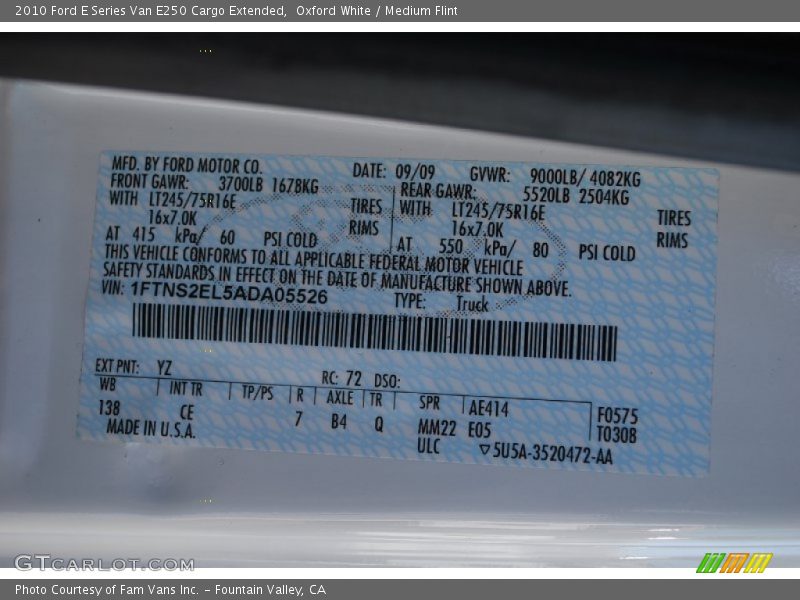 2010 Ford E Series Van E250 Cargo Extended,  Oxford White / Medium Flint
MFD. BY FORD MOTOR CO. DATE: 09/09 GVWR: 9000LB/ 4082KG
FRONT GAWR: 3700LB 1678KG REAR GAWR: 5520LB 2504KG
WITH LT245/75R16E TIRES WITH LT245/75R16E TIRES
16x7.0K RIMS 16x7.0K RIMS
AT 415 kPa/ 60 PSI COLD AT 550 kPa/ 80 PSI COLD
THIS VEHICLE CONFORMS TO ALL APPLICABLE FEDERAL MOTOR VEHICLE
SAFETY STANDARDS IN EFFECT ON THE DATE OF MANUFACTURE SHOWN ABOVE.
VIN: 1FTNS2EL5ADA05526 TYPE: Truck
EXT PNT: YZ RC: 72 DSO:
WB INT TR TP/PS R AXLE TR SPR AE414 F0575
138 CE 7 B4 Q MM22 E05 T0308
MADE IN U.S.A. ULC ▽5U5A-3520472-AA
GTCARLOT.COM
Photo Courtesy of Fam Vans Inc. - Fountain Valley, CA